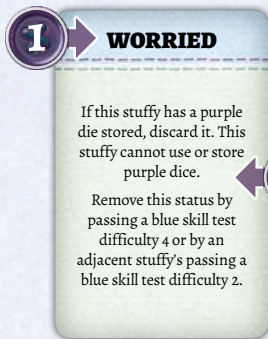 1
WORRIED
If this stuffy has a purple
die stored, discard it. This
stuffy cannot use or store
purple dice.
Remove this status by
passing a blue skill test
difficulty 4 or by an
adjacent stuffy's passing a
blue skill test difficulty 2.